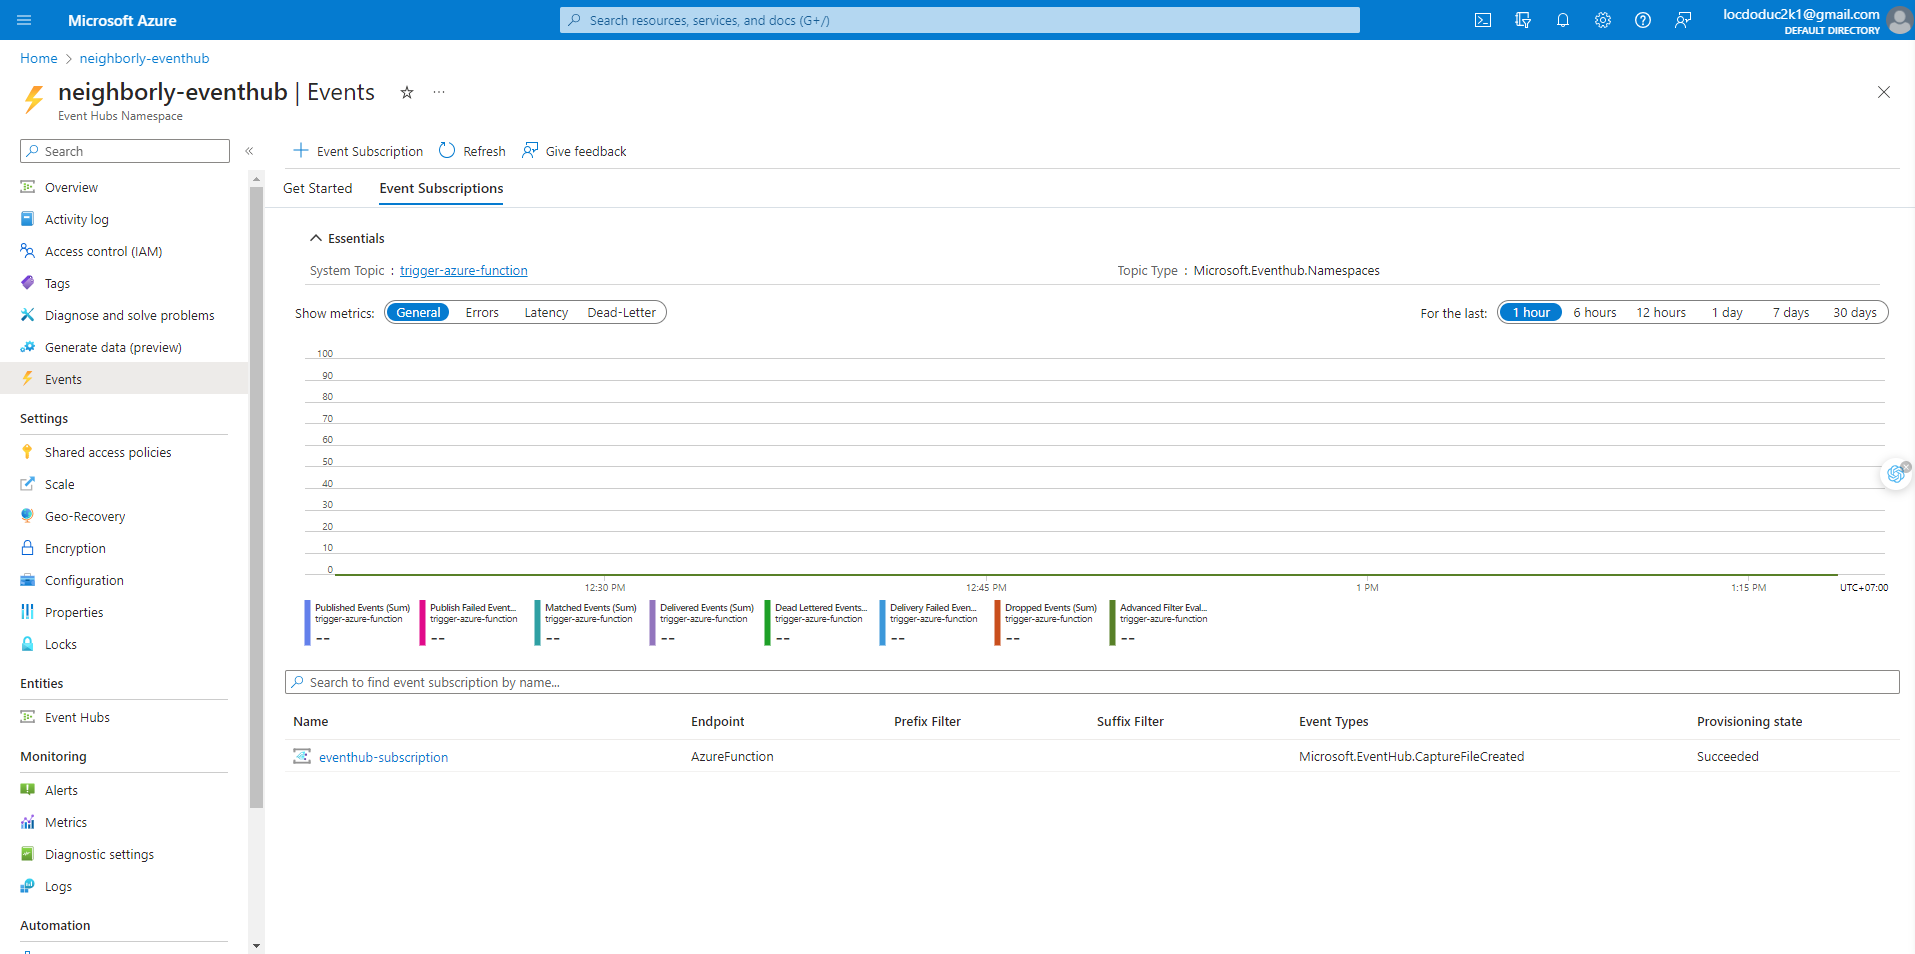 Microsoft Azure
Search resources, services, and docs (G+/)
locdoduc2k1@gmail.com
DEFAULT DIRECTORY
Home > neighborly-eventhub
neighborly-eventhub | Events
Event Hubs Namespace
Search
Overview
Activity log
Access control (IAM)
Tags
Diagnose and solve problems
Generate data (preview)
Events
Settings
Shared access policies
Scale
Geo-Recovery
Encryption
Configuration
Properties
Locks
Entities
Event Hubs
Monitoring
Alerts
Metrics
Diagnostic settings
Logs
Automation
Event Subscription Refresh Give feedback
Get Started Event Subscriptions
Essentials
System Topic : trigger-azure-function Topic Type : Microsoft.Eventhub.Namespaces
Show metrics: General Errors Latency Dead-Letter For the last: 1 hour 6 hours 12 hours 1 day 7 days 30 days
100
90
80
70
60
50
40
30
20
10
0
12:30 PM 12:45 PM 1 PM 1:15 PM UTC+07:00
Published Events (Sum)
trigger-azure-function
--
Publish Failed Event...
trigger-azure-function
--
Matched Events (Sum)
trigger-azure-function
--
Delivered Events (Sum)
trigger-azure-function
--
Dead Lettered Events...
trigger-azure-function
--
Delivery Failed Even...
trigger-azure-function
--
Dropped Events (Sum)
trigger-azure-function
--
Advanced Filter Eval...
trigger-azure-function
--
Search to find event subscription by name...
Name Endpoint Prefix Filter Suffix Filter Event Types Provisioning state
eventhub-subscription AzureFunction Microsoft.EventHub.CaptureFileCreated Succeeded